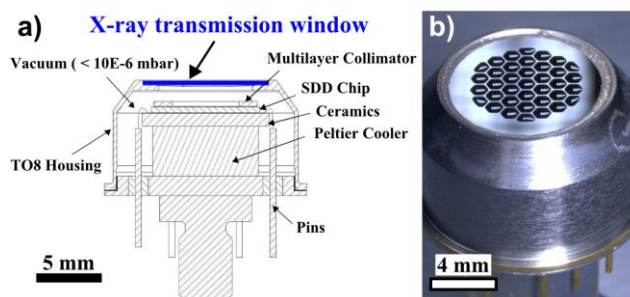 a)
X-ray transmission window
Vacuum ( < 10E-6 mbar)
Multilayer Collimator
SDD Chip
Ceramics
Peltier Cooler
TO8 Housing
Pins
5 mm
b)
4 mm